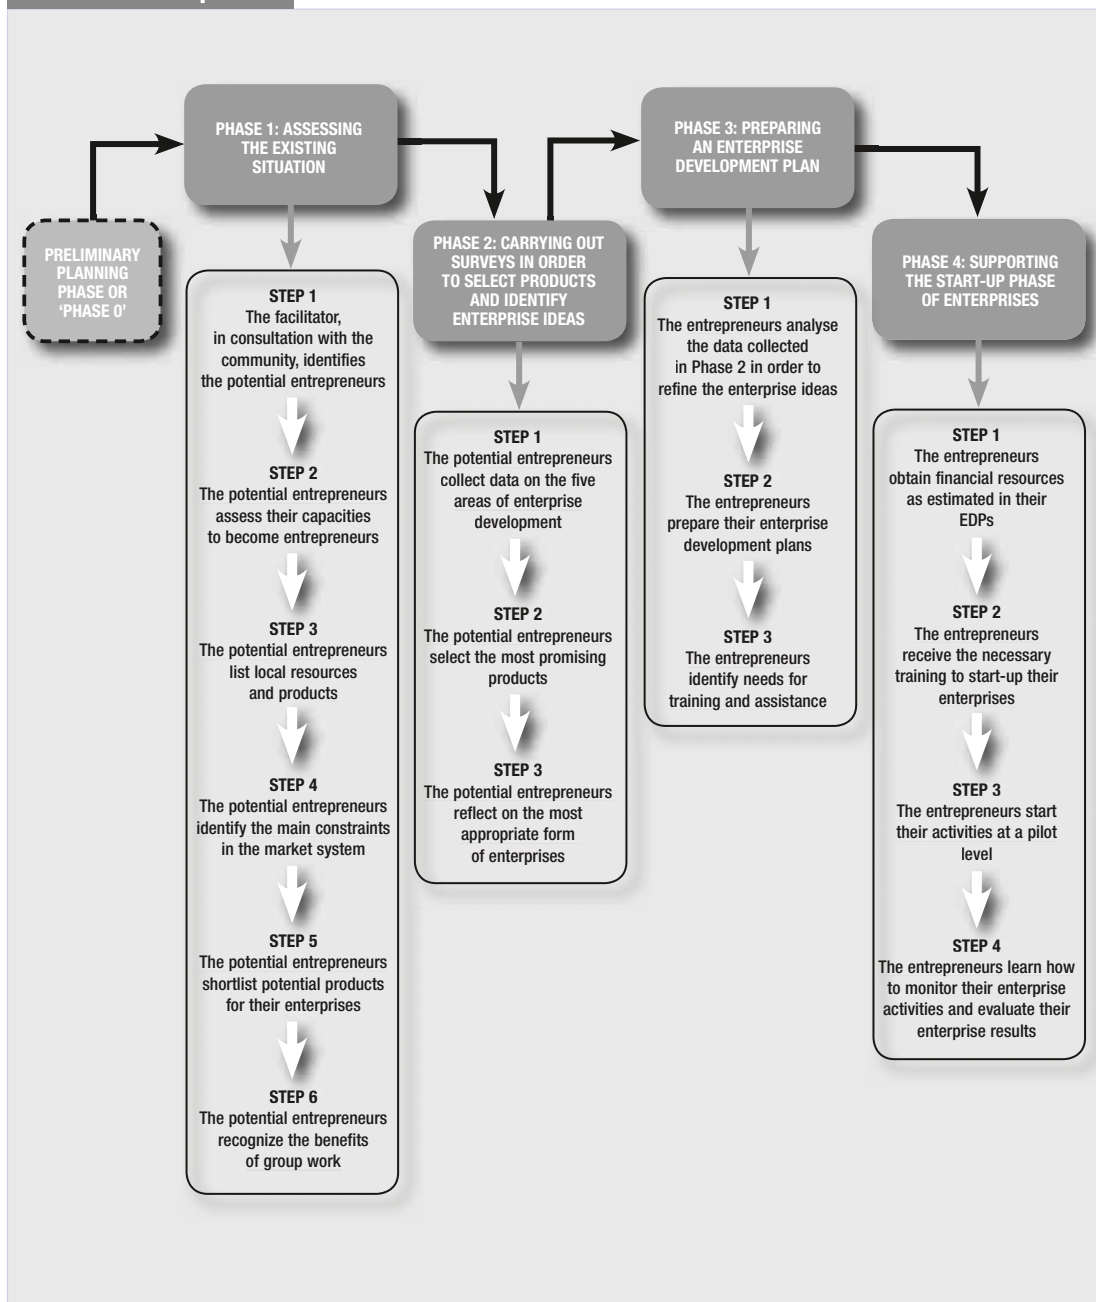 PRELIMINARY
PLANNING
PHASE OR
‘PHASE 0’
PHASE 1: ASSESSING
THE EXISTING
SITUATION
STEP 1
The facilitator,
in consultation with the
community, identifies
the potential entrepreneurs
STEP 2
The potential entrepreneurs
assess their capacities
to become entrepreneurs
STEP 3
The potential entrepreneurs
list local resources
and products
STEP 4
The potential entrepreneurs
identify the main constraints
in the market system
STEP 5
The potential entrepreneurs
shortlist potential products
for their enterprises
STEP 6
The potential entrepreneurs
recognize the benefits
of group work
PHASE 2: CARRYING OUT
SURVEYS IN ORDER
TO SELECT PRODUCTS
AND IDENTIFY
ENTERPRISE IDEAS
STEP 1
The potential entrepreneurs
collect data on the five
areas of enterprise
development
STEP 2
The potential entrepreneurs
select the most promising
products
STEP 3
The potential entrepreneurs
reflect on the most
appropriate form
of enterprises
PHASE 3: PREPARING
AN ENTERPRISE
DEVELOPMENT PLAN
STEP 1
The entrepreneurs analyse
the data collected
in Phase 2 in order to
refine the enterprise ideas
STEP 2
The entrepreneurs
prepare their enterprise
development plans
STEP 3
The entrepreneurs
identify needs for
training and assistance
PHASE 4: SUPPORTING
THE START-UP PHASE
OF ENTERPRISES
STEP 1
The entrepreneurs
obtain financial resources
as estimated in their
EDPs
STEP 2
The entrepreneurs
receive the necessary
training to start-up their
enterprises
STEP 3
The entrepreneurs start
their activities at a pilot
level
STEP 4
The entrepreneurs learn how
to monitor their enterprise
activities and evaluate their
enterprise results